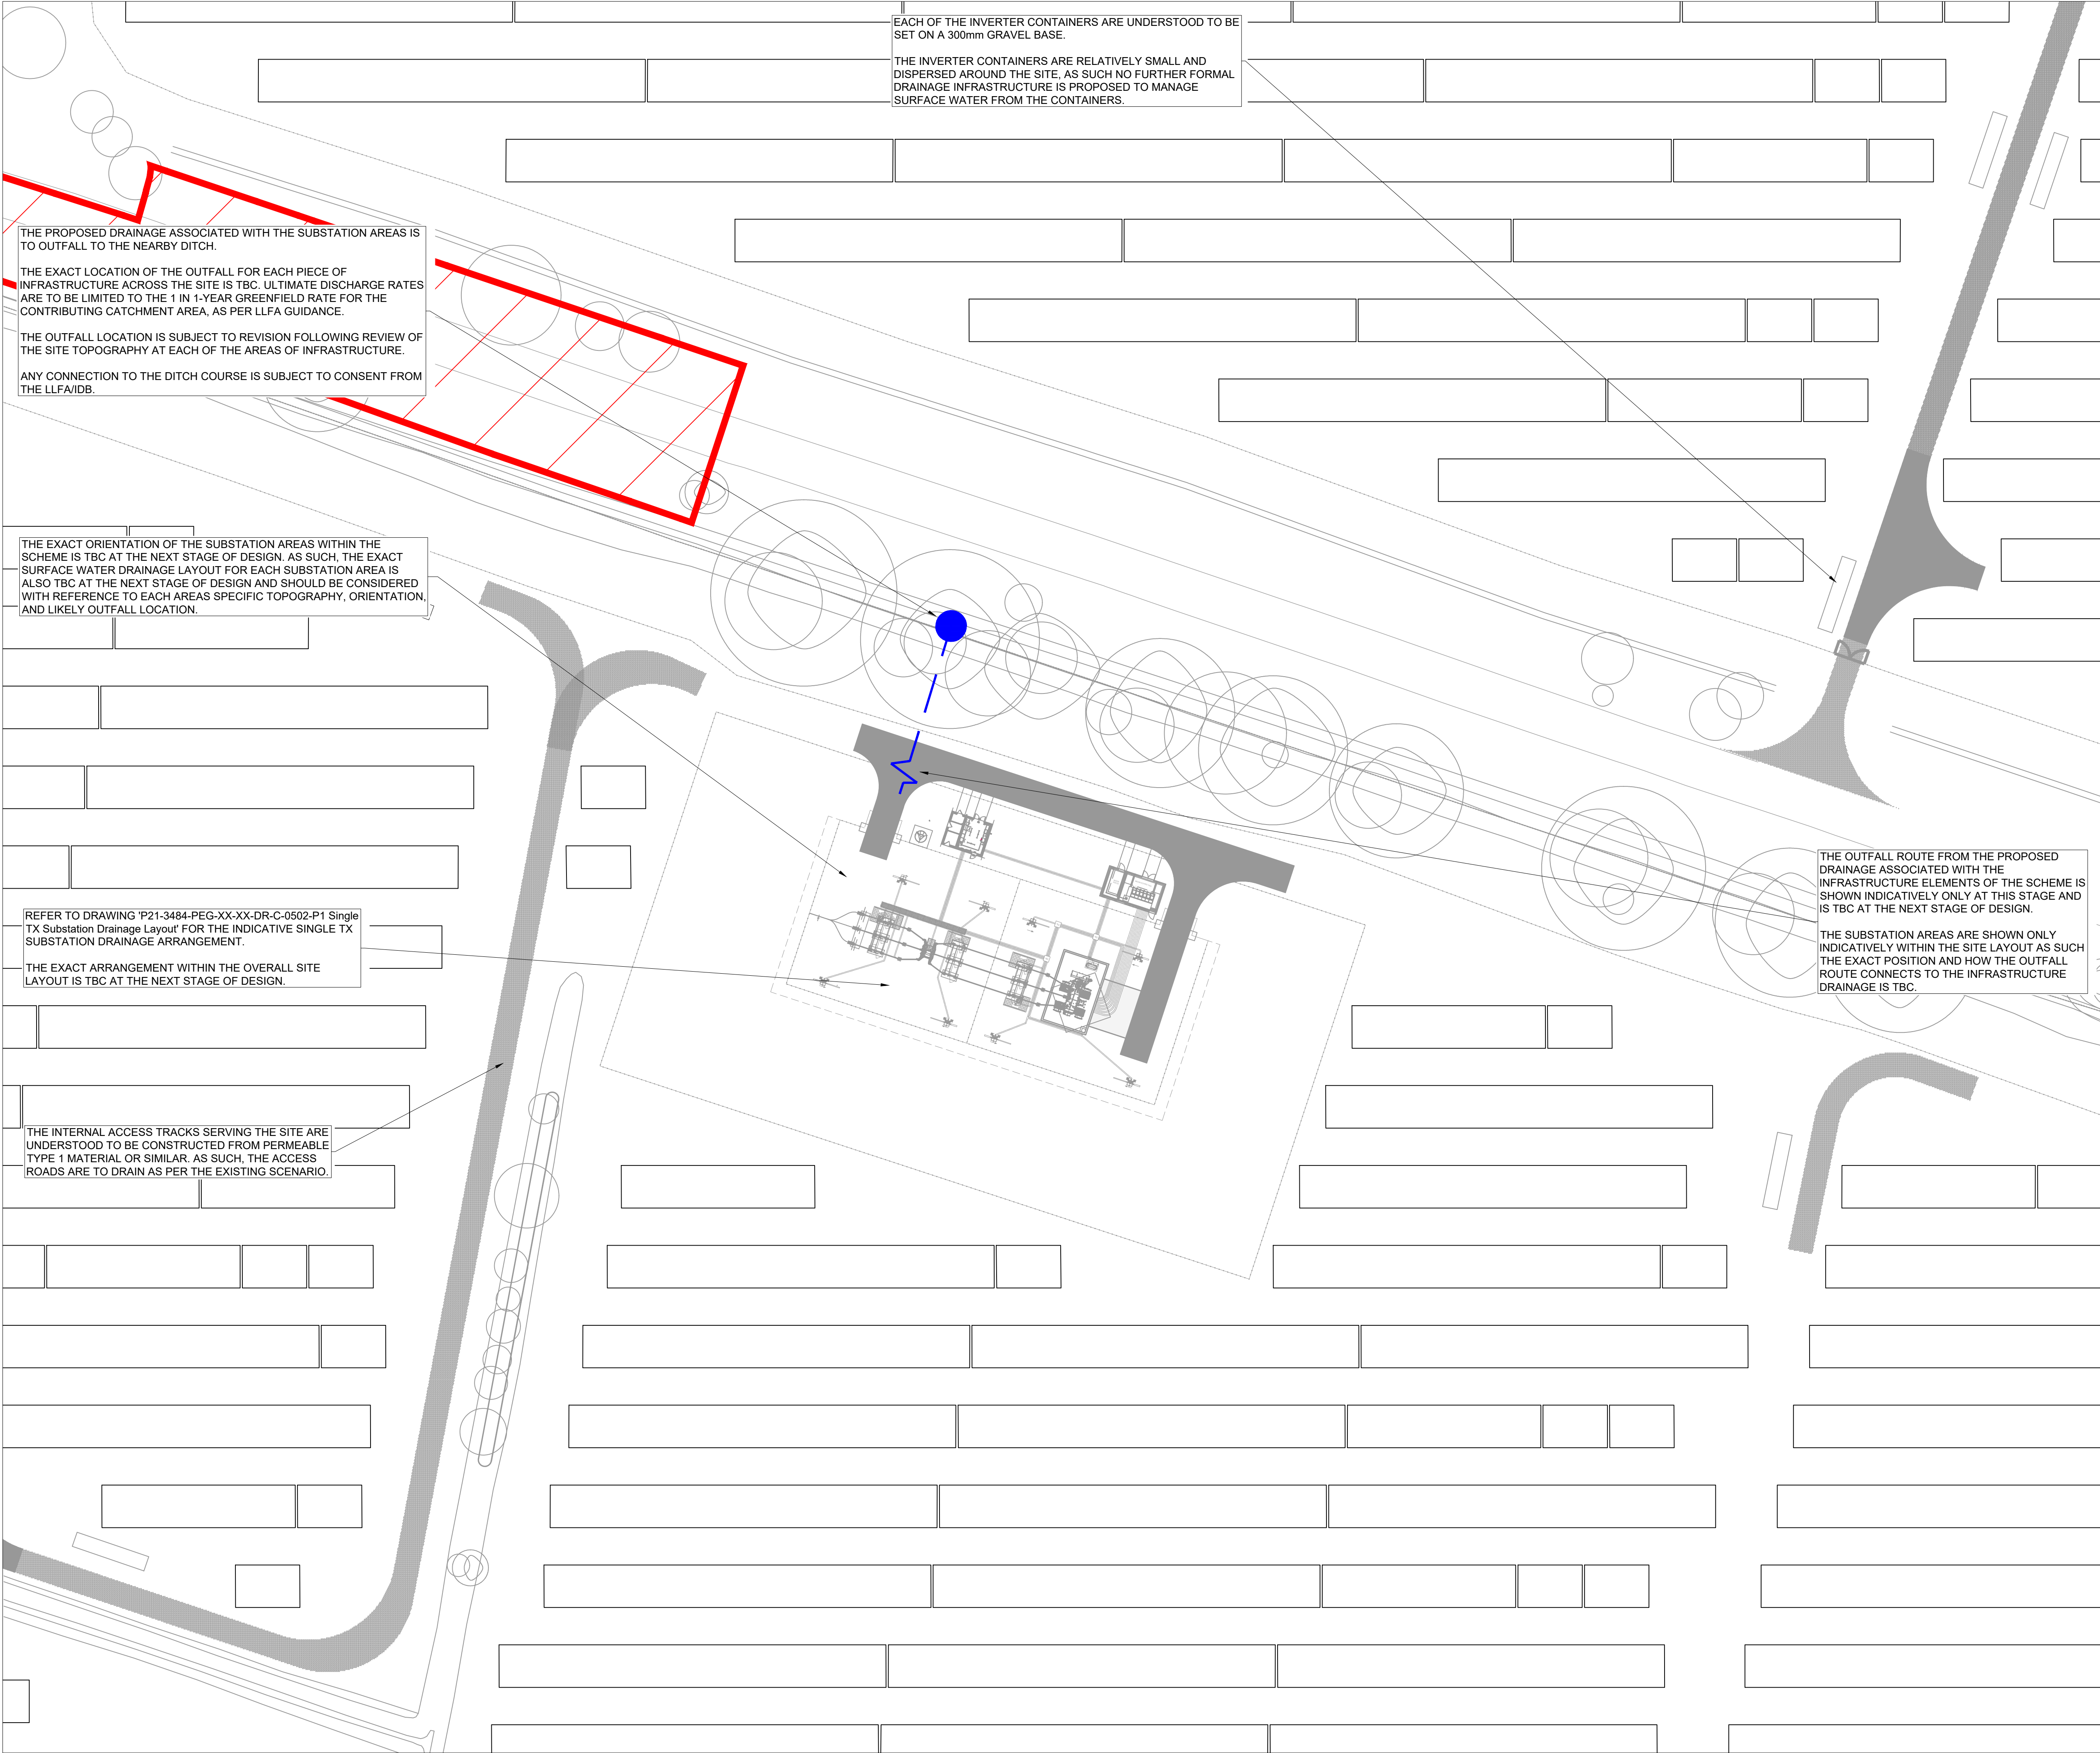 EACH OF THE INVERTER CONTAINERS ARE UNDERSTOOD TO BE
SET ON A 300mm GRAVEL BASE.
THE INVERTER CONTAINERS ARE RELATIVELY SMALL AND
DISPERSED AROUND THE SITE, AS SUCH NO FURTHER FORMAL
DRAINAGE INFRASTRUCTURE IS PROPOSED TO MANAGE
SURFACE WATER FROM THE CONTAINERS.
THE PROPOSED DRAINAGE ASSOCIATED WITH THE SUBSTATION AREAS IS
TO OUTFALL TO THE NEARBY DITCH.
THE EXACT LOCATION OF THE OUTFALL FOR EACH PIECE OF
INFRASTRUCTURE ACROSS THE SITE IS TBC. ULTIMATE DISCHARGE RATES
ARE TO BE LIMITED TO THE 1 IN 1-YEAR GREENFIELD RATE FOR THE
CONTRIBUTING CATCHMENT AREA, AS PER LLFA GUIDANCE.
THE OUTFALL LOCATION IS SUBJECT TO REVISION FOLLOWING REVIEW OF
THE SITE TOPOGRAPHY AT EACH OF THE AREAS OF INFRASTRUCTURE.
ANY CONNECTION TO THE DITCH COURSE IS SUBJECT TO CONSENT FROM
THE LLFA/IDB.
THE EXACT ORIENTATION OF THE SUBSTATION AREAS WITHIN THE
SCHEME IS TBC AT THE NEXT STAGE OF DESIGN. AS SUCH, THE EXACT
SURFACE WATER DRAINAGE LAYOUT FOR EACH SUBSTATION AREA IS
ALSO TBC AT THE NEXT STAGE OF DESIGN AND SHOULD BE CONSIDERED
WITH REFERENCE TO EACH AREAS SPECIFIC TOPOGRAPHY, ORIENTATION,
AND LIKELY OUTFALL LOCATION.
THE OUTFALL ROUTE FROM THE PROPOSED
DRAINAGE ASSOCIATED WITH THE
INFRASTRUCTURE ELEMENTS OF THE SCHEME IS
SHOWN INDICATIVELY ONLY AT THIS STAGE AND
IS TBC AT THE NEXT STAGE OF DESIGN.
THE SUBSTATION AREAS ARE SHOWN ONLY
INDICATIVELY WITHIN THE SITE LAYOUT AS SUCH
THE EXACT POSITION AND HOW THE OUTFALL
ROUTE CONNECTS TO THE INFRASTRUCTURE
DRAINAGE IS TBC.
REFER TO DRAWING 'P21-3484-PEG-XX-XX-DR-C-0502-P1 Single
TX Substation Drainage Layout' FOR THE INDICATIVE SINGLE TX
SUBSTATION DRAINAGE ARRANGEMENT.
THE EXACT ARRANGEMENT WITHIN THE OVERALL SITE
LAYOUT IS TBC AT THE NEXT STAGE OF DESIGN.
THE INTERNAL ACCESS TRACKS SERVING THE SITE ARE
UNDERSTOOD TO BE CONSTRUCTED FROM PERMEABLE
TYPE 1 MATERIAL OR SIMILAR. AS SUCH, THE ACCESS
ROADS ARE TO DRAIN AS PER THE EXISTING SCENARIO.